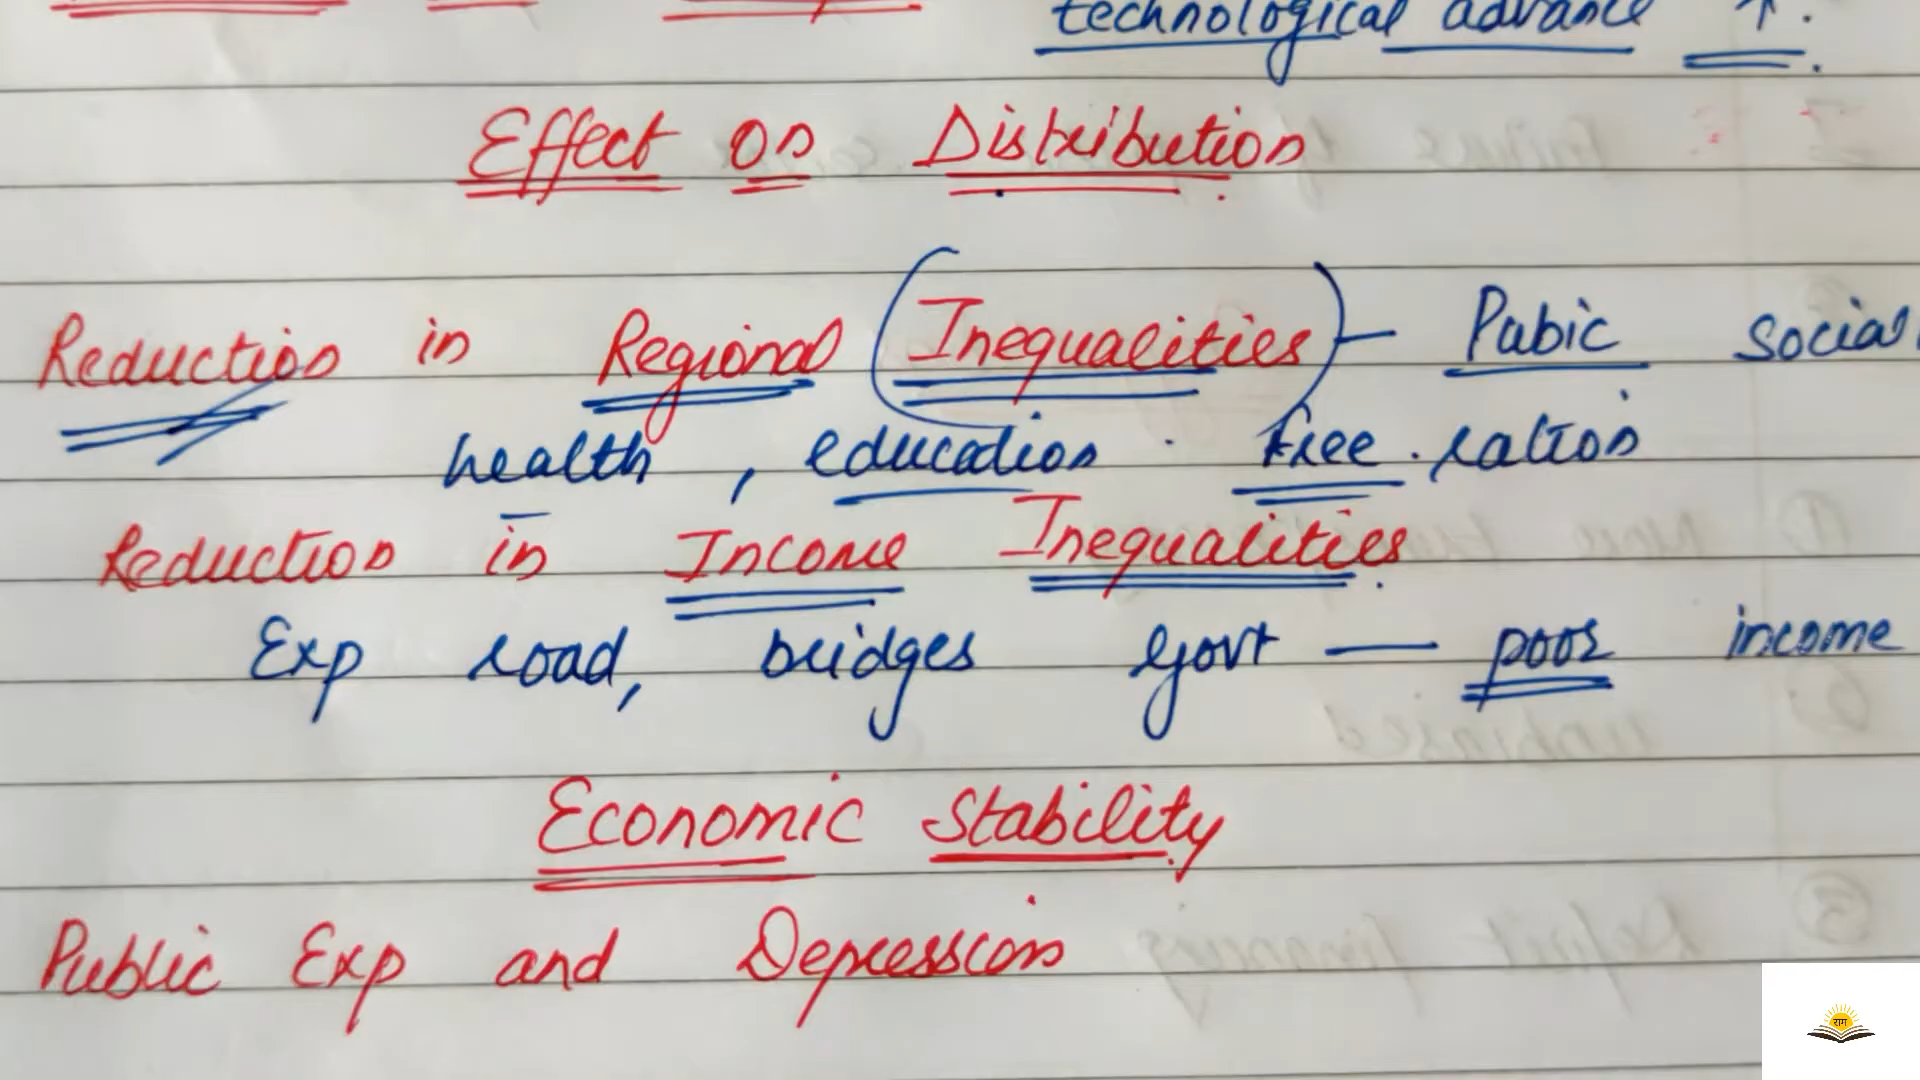 technological advance ↑.
Effect on Distribution
Reduction in Regional (Inequalities) — Pubic social
health, education. free ration
Reduction in Income Inequalities
Exp road, bridges govt — poor income
Economic Stability
Public Exp and Depression
राम